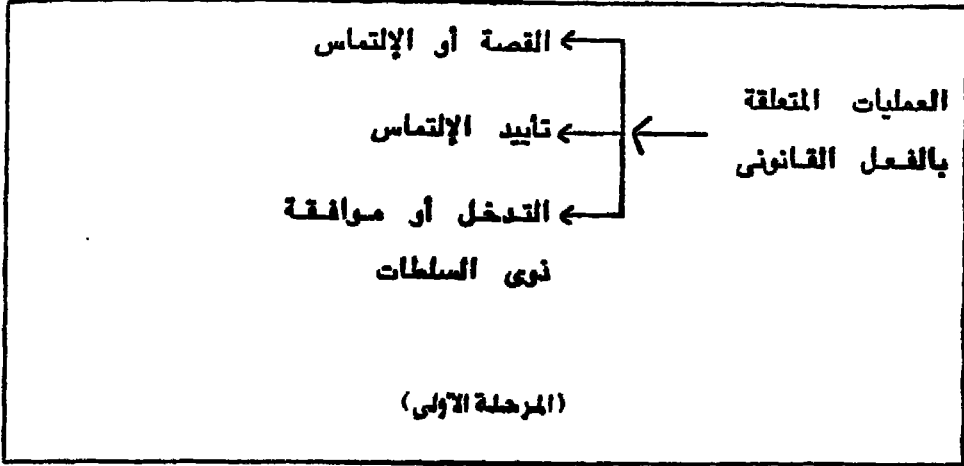 العمليات المتعلقة
بالفعل القانونى
القصة أو الإلتماس
تأييد الإلتماس
التدخل أو موافقة
ذوى السلطات
(المرحلة الأولى)